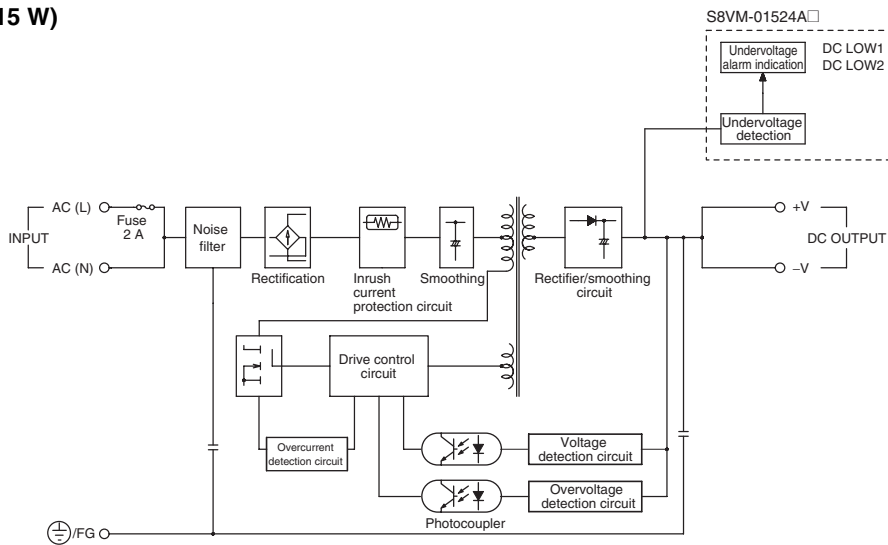 15 W)
S8VM-01524A□
Undervoltage
alarm indication
DC LOW1
DC LOW2
Undervoltage
detection
INPUT
AC (L)
Fuse
2 A
AC (N)
Noise
filter
Rectification
Inrush
current
protection circuit
Smoothing
Rectifier/smoothing
circuit
+V
DC OUTPUT
–V
Drive control
circuit
Overcurrent
detection circuit
Voltage
detection circuit
Overvoltage
detection circuit
Photocoupler
/FG